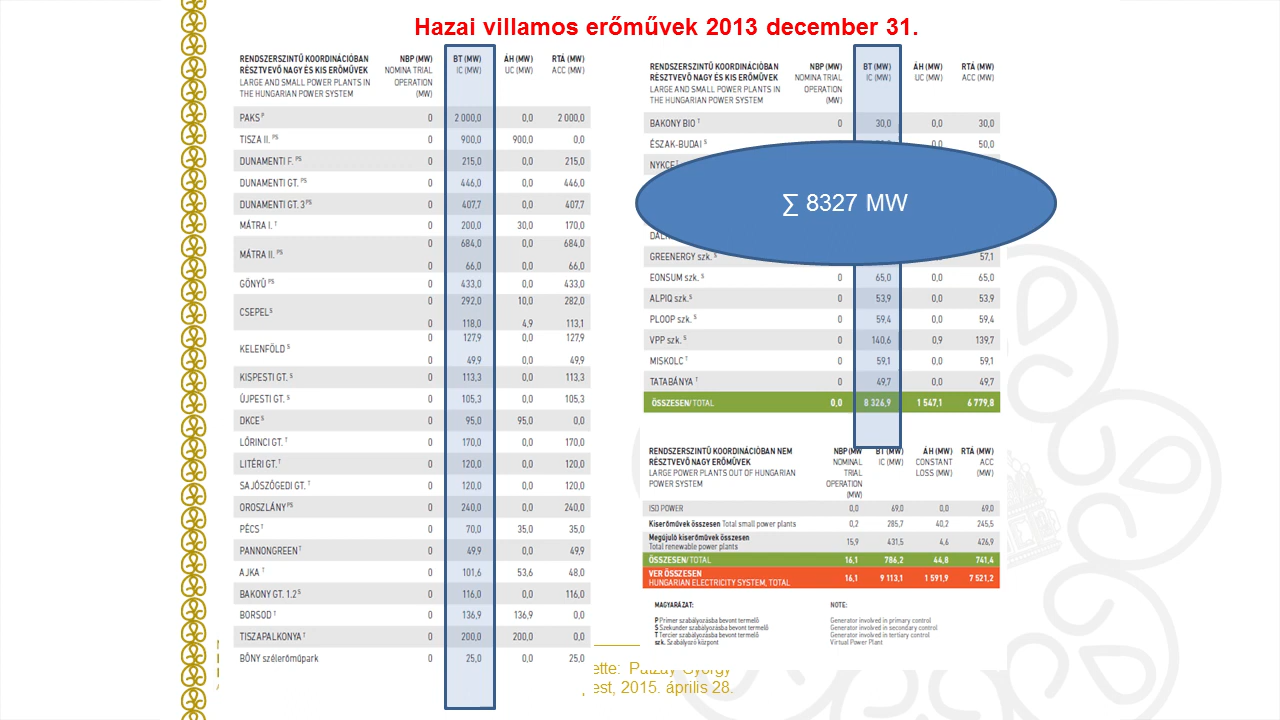 Hazai villamos erőművek 2013 december 31.
RENDSZERSZINTŰ KOORDINÁCIÓBAN NBP (MW) BT (MW) ÁH (MW) RTÁ (MW)
RÉSZTVEVŐ NAGY ÉS KIS ERŐMŰVEK NOMINA TRIAL IC (MW) UC (MW) ACC (MW)
LARGE AND SMALL POWER PLANTS IN OPERATION
THE HUNGARIAN POWER SYSTEM (MW)
PAKS P 0 2 000,0 0,0 2 000,0
TISZA II. PS 0 900,0 900,0 0,0
DUNAMENTI F. PS 0 215,0 0,0 215,0
DUNAMENTI GT. PS 0 446,0 0,0 446,0
DUNAMENTI GT. 3 PS 0 407,7 0,0 407,7
MÁTRA I. T 0 200,0 30,0 170,0
0 684,0 0,0 684,0
MÁTRA II. PS
0 66,0 0,0 66,0
GÖNYŰ PS 0 433,0 0,0 433,0
0 292,0 10,0 282,0
CSEPEL S
0 118,0 4,9 113,1
0 127,9 0,0 127,9
KELENFÖLD S
0 49,9 0,0 49,9
KISPESTI GT. S 0 113,3 0,0 113,3
ÚJPESTI GT. S 0 105,3 0,0 105,3
DKCE S 0 95,0 95,0 0,0
LŐRINCI GT. T 0 170,0 0,0 170,0
LITÉRI GT. T 0 120,0 0,0 120,0
SAJÓSZÖGEDI GT. T 0 120,0 0,0 120,0
OROSZLÁNY PS 0 240,0 0,0 240,0
PÉCS T 0 70,0 35,0 35,0
PANNONGREEN T 0 49,9 0,0 49,9
AJKA T 0 101,6 53,6 48,0
BAKONY GT. 1,2 S 0 116,0 0,0 116,0
BORSOD T 0 136,9 136,9 0,0
TISZAPALKONYA T 0 200,0 200,0 0,0
BŐNY szélerőműpark 0 25,0 0,0 25,0
RENDSZERSZINTŰ KOORDINÁCIÓBAN NBP (MW) BT (MW) ÁH (MW) RTÁ (MW)
RÉSZTVEVŐ NAGY ÉS KIS ERŐMŰVEK NOMINA TRIAL IC (MW) UC (MW) ACC (MW)
LARGE AND SMALL POWER PLANTS IN OPERATION
THE HUNGARIAN POWER SYSTEM (MW)
BAKONY BIO T 0 30,0 0,0 30,0
ÉSZAK-BUDAI S 0,0 50,0
NYKCE T
∑ 8327 MW
GREENERGY szk. S 57,1
EONSUM szk. S 0 65,0 0,0 65,0
ALPIQ szk. S 0 53,9 0,0 53,9
PLOOP szk. S 0 59,4 0,0 59,4
VPP szk. S 0 140,6 0,9 139,7
MISKOLC T 0 59,1 0,0 59,1
TATABÁNYA T 0 49,7 0,0 49,7
ÖSSZESEN/TOTAL 0,0 8 326,9 1 547,1 6 779,8
RENDSZERSZINTŰ KOORDINÁCIÓBAN NEM NBP (MW BT (MW) ÁH (MW) RTÁ (MW)
RÉSZTVEVŐ NAGY ERŐMŰVEK NOMINAL IC (MW) CONSTANT ACC
LARGE POWER PLANTS OUT OF HUNGARIAN TRIAL LOSS (MW) (MW)
POWER SYSTEM OPERATION
(MW)
ISD POWER 0,0 69,0 0,0 69,0
Kiserőművek összesen Total small power plants 0,2 285,7 40,2 245,5
Megújuló kiserőművek összesen 15,9 431,5 4,6 426,9
Total renewable power plants
ÖSSZESEN/TOTAL 16,1 786,2 44,8 741,4
VER ÖSSZESEN 16,1 9 113,1 1 591,9 7 521,2
HUNGARIAN ELECTRICITY SYSTEM, TOTAL
MAGYARÁZAT: NOTE:
P Primer szabályozásba bevont termelő Generator involved in primary control
S Szekunder szabályozásba bevont termelő Generator involved in secondary control
T Tercier szabályozásba bevont termelő Generator involved in tertiary control
szk. Szabályozó központ Virtual Power Plant
ette: Pátzay György
est, 2015. április 28.